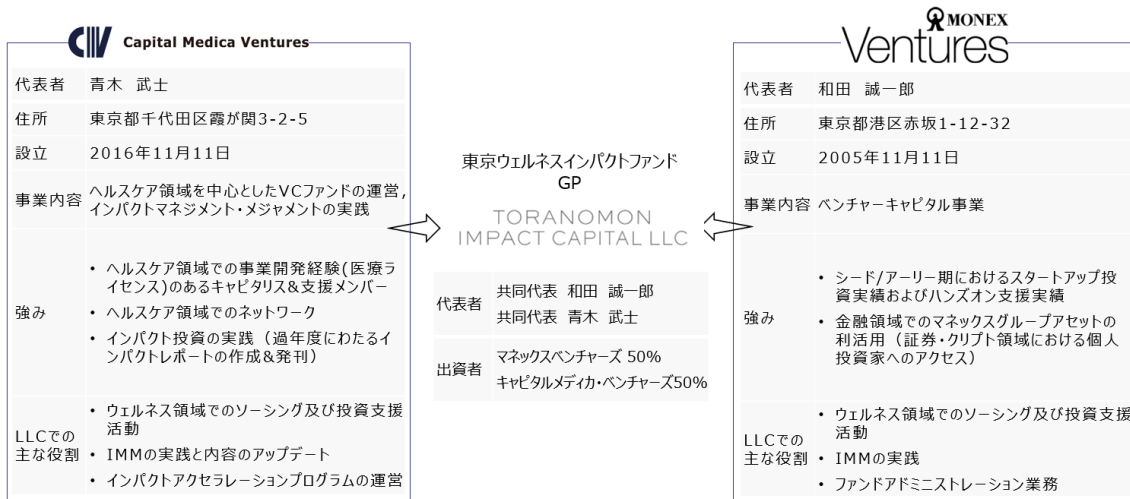 CMV Capital Medica Ventures
代表者 青木 武士
住所 東京都千代田区霞が関3-2-5
設立 2016年11月11日
事業内容 ヘルスケア領域を中心としたVCファンドの運営,
インパクトマネジメント・メジャメントの実践
強み
• ヘルスケア領域での事業開発経験(医療ラ
イセンス)のあるキャピタリス&支援メンバー
• ヘルスケア領域でのネットワーク
• インパクト投資の実践（過年度にわたるイ
ンパクトレポートの作成&発刊）
LLCでの
主な役割
• ウェルネス領域でのソーシング及び投資支援
活動
• IMMの実践と内容のアップデート
• インパクトアクセラレーションプログラムの運営
東京ウェルネスインパクトファンド
GP
TORANOMON
IMPACT CAPITAL LLC
代表者
共同代表 和田 誠一郎
共同代表 青木 武士
出資者
マネックスベンチャーズ 50%
キャピタルメディカ・ベンチャーズ50%
MONEX
Ventures
代表者 和田 誠一郎
住所 東京都港区赤坂1-12-32
設立 2005年11月11日
事業内容 ベンチャーキャピタル事業
強み
• シード/アーリー期におけるスタートアップ投
資実績およびハンズオン支援実績
• 金融領域でのマネックスグループアセットの
利活用（証券・クリプト領域における個人
投資家へのアクセス）
LLCでの
主な役割
• ウェルネス領域でのソーシング及び投資支援
活動
• IMMの実践
• ファンドアドミニストレーション業務